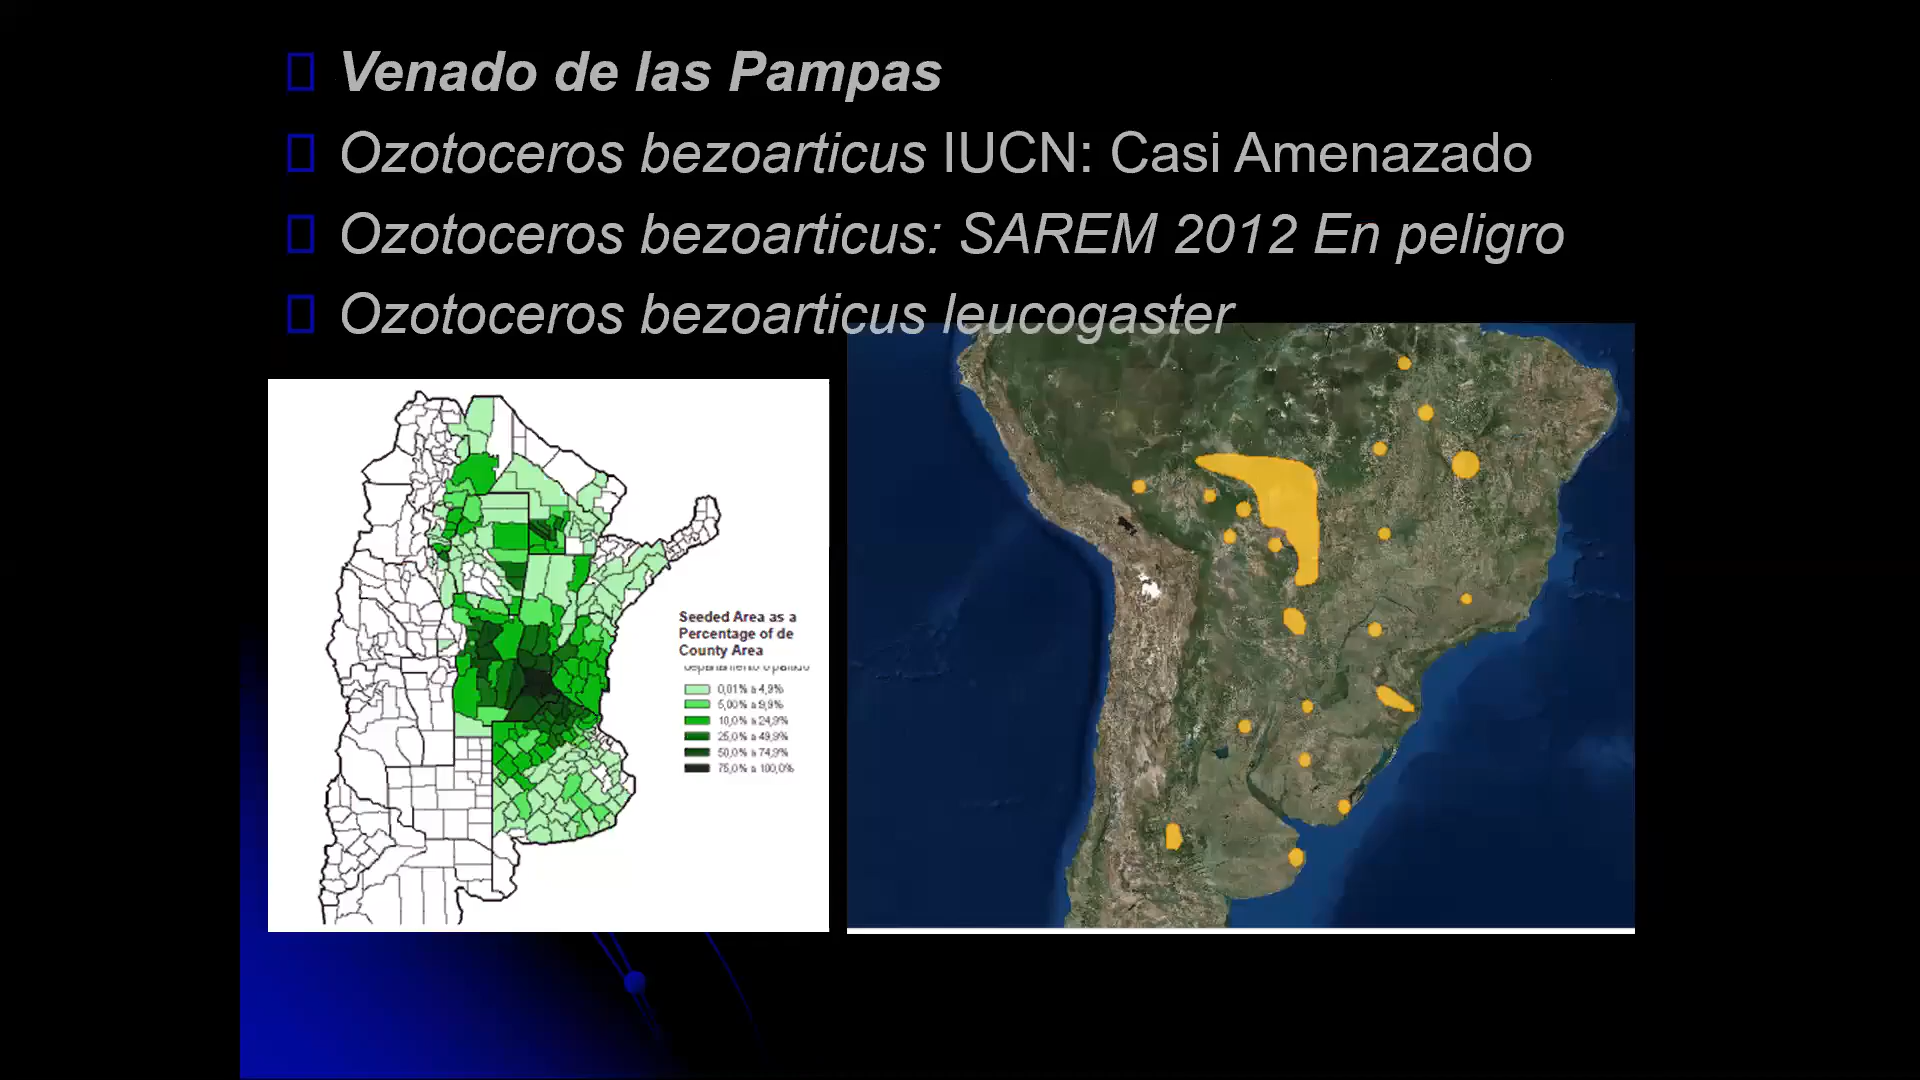 Venado de las Pampas
Ozotoceros bezoarticus IUCN: Casi Amenazado
Ozotoceros bezoarticus: SAREM 2012 En peligro
Ozotoceros bezoarticus leucogaster
Seeded Area as a
Percentage of de
County Area
departamento o partido
0,01% a 4,9%
5,00% a 9,9%
10,0% a 24,9%
25,0% a 49,9%
50,0% a 74,9%
75,0% a 100,0%